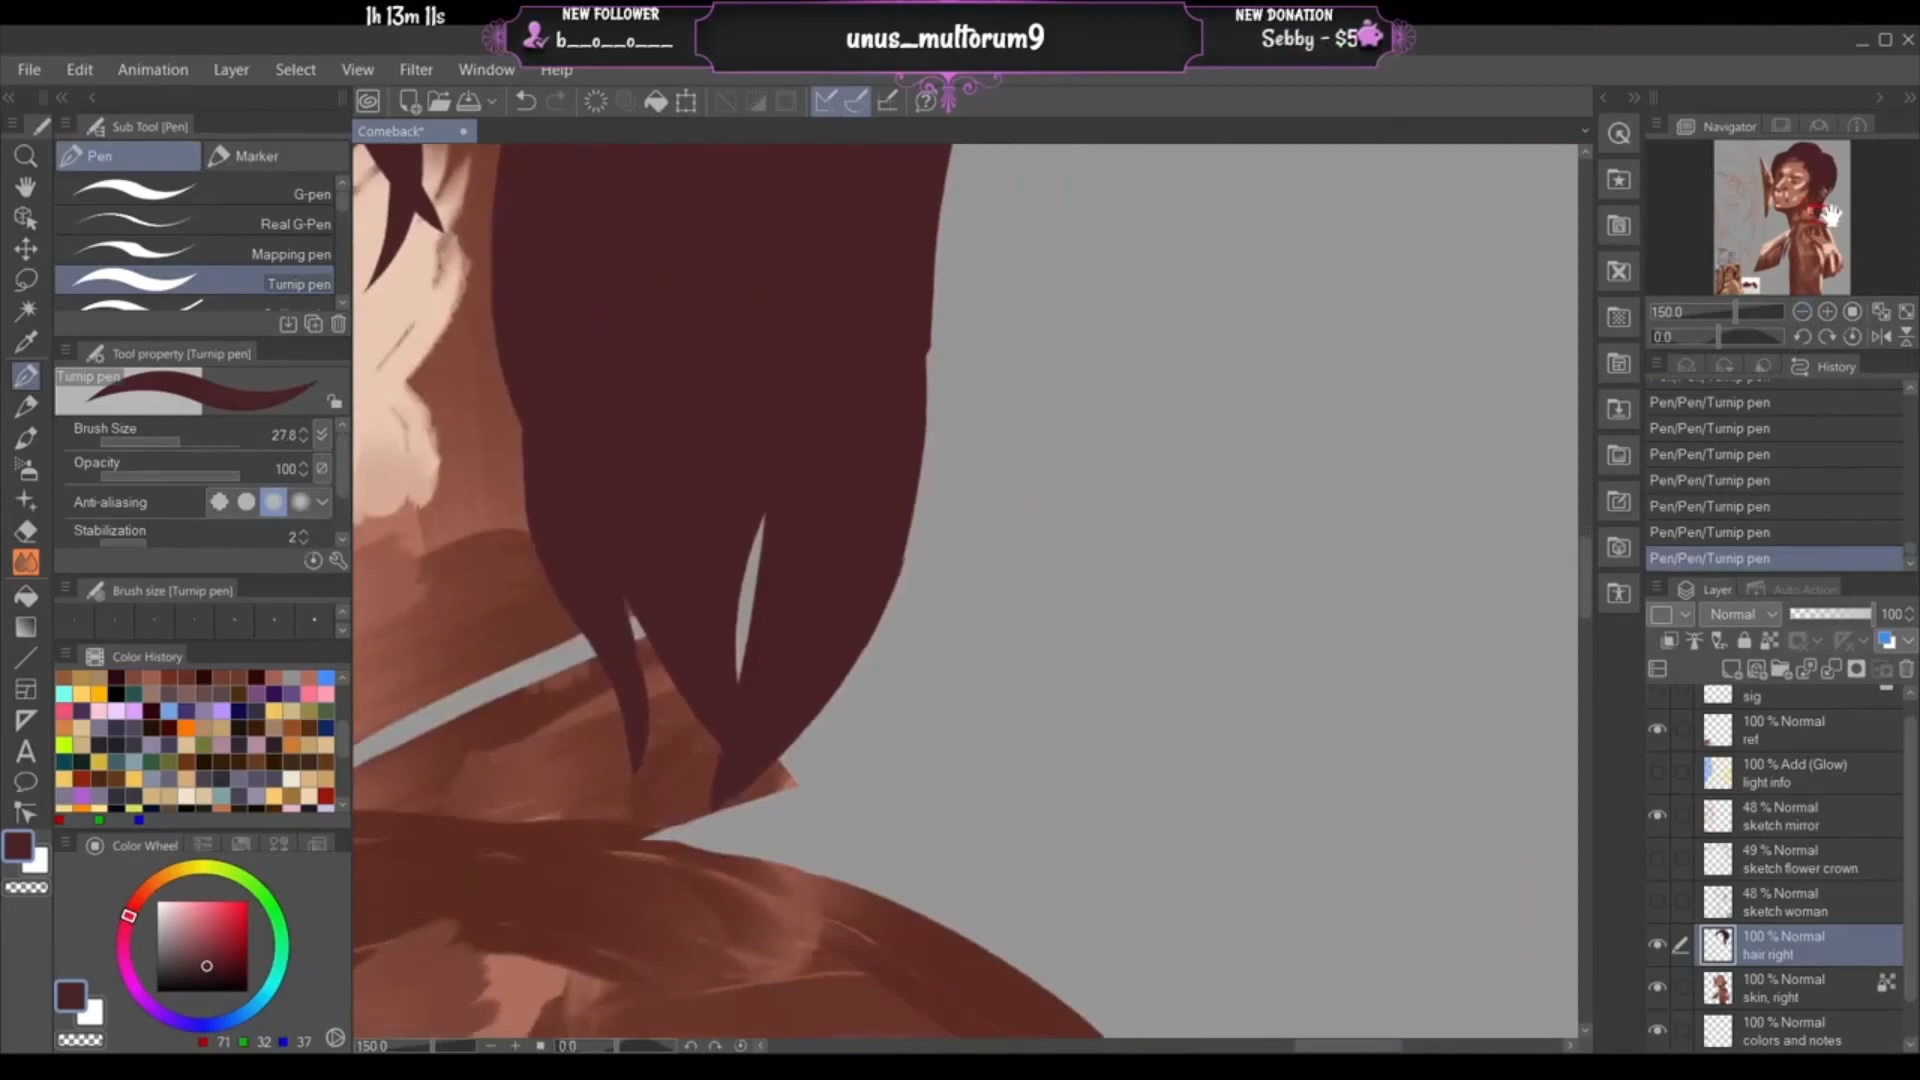 1h 13m 11s
NEW FOLLOWER
b__o__o___
unus_multorum9
NEW DONATION
Sebby - $5
File Edit Animation Layer Select View Filter Window Help
Sub Tool [Pen]
Pen Marker
G-pen
Real G-Pen
Mapping pen
Turnip pen
Tool property [Turnip pen]
Turnip pen
Brush Size 27.8
Opacity 100
Anti-aliasing
Stabilization 2
Brush size [Turnip pen]
Color History
Color Wheel
71 32 37
Comeback*
150.0 0.0
Navigator
150.0
0.0
History
Pen/Pen/Turnip pen
Pen/Pen/Turnip pen
Pen/Pen/Turnip pen
Pen/Pen/Turnip pen
Pen/Pen/Turnip pen
Pen/Pen/Turnip pen
Pen/Pen/Turnip pen
Layer Auto Action
Normal 100
sig
100 % Normal
ref
100 % Add (Glow)
light info
48 % Normal
sketch mirror
49 % Normal
sketch flower crown
48 % Normal
sketch woman
100 % Normal
hair right
100 % Normal
skin, right
100 % Normal
colors and notes